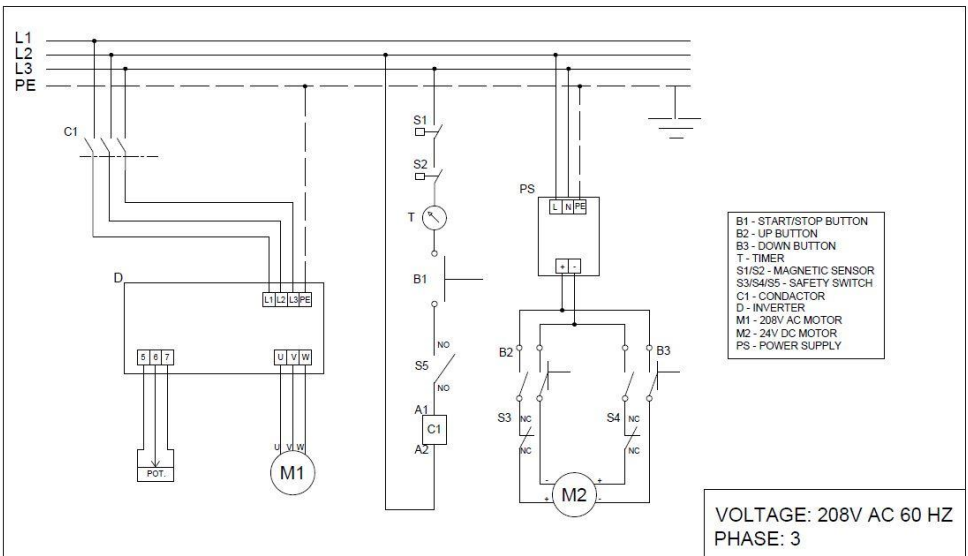 L1
L2
L3
PE
C1
S1
S2
T
B1
NO
S5
NO
A1
C1
A2
D
L1 L2 L3 PE
5 6 7
U V W
U V W
POT.
M1
PS
L N PE
+ -
B2
B3
S3 NC
NC
S4 NC
NC
- +
+ -
M2
B1 - START/STOP BUTTON
B2 - UP BUTTON
B3 - DOWN BUTTON
T - TIMER
S1/S2 - MAGNETIC SENSOR
S3/S4/S5 - SAFETY SWITCH
C1 - CONDACTOR
D - INVERTER
M1 - 208V AC MOTOR
M2 - 24V DC MOTOR
PS - POWER SUPPLY
VOLTAGE: 208V AC 60 HZ
PHASE: 3